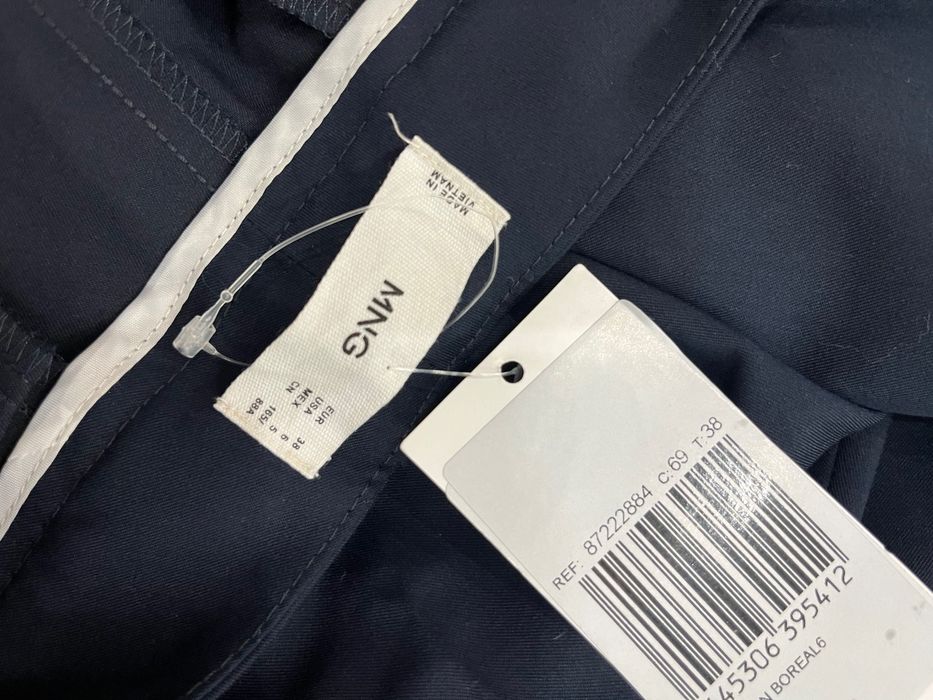 MADE IN
VIETNAM
MNG
EUR 38
USA 6
MEX 5
CN 165/
88A
REF: 87222884 C:69 T:38
45306 395412
BOREAL6